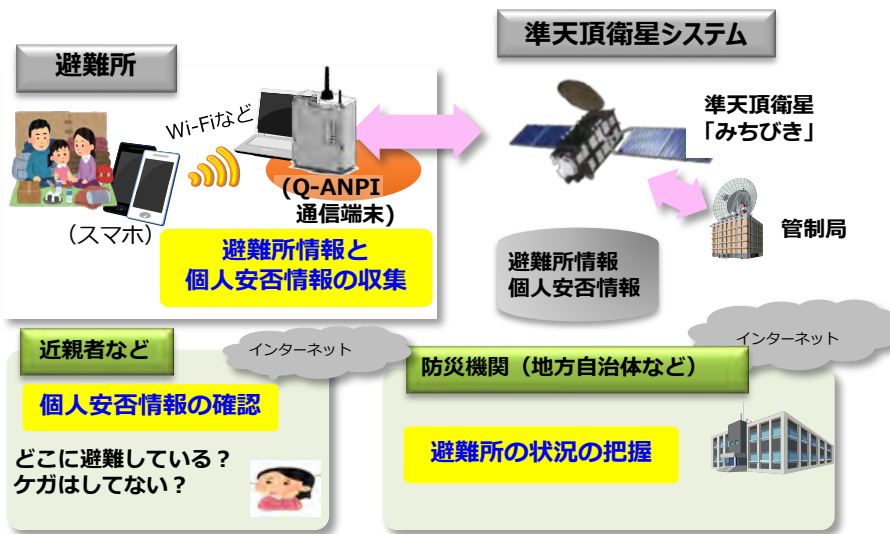 避難所
Wi-Fiなど
(Q-ANPI
通信端末)
（スマホ）
避難所情報と
個人安否情報の収集
準天頂衛星システム
準天頂衛星
「みちびき」
管制局
避難所情報
個人安否情報
近親者など
インターネット
個人安否情報の確認
どこに避難している？
ケガはしてない？
防災機関（地方自治体など）
インターネット
避難所の状況の把握